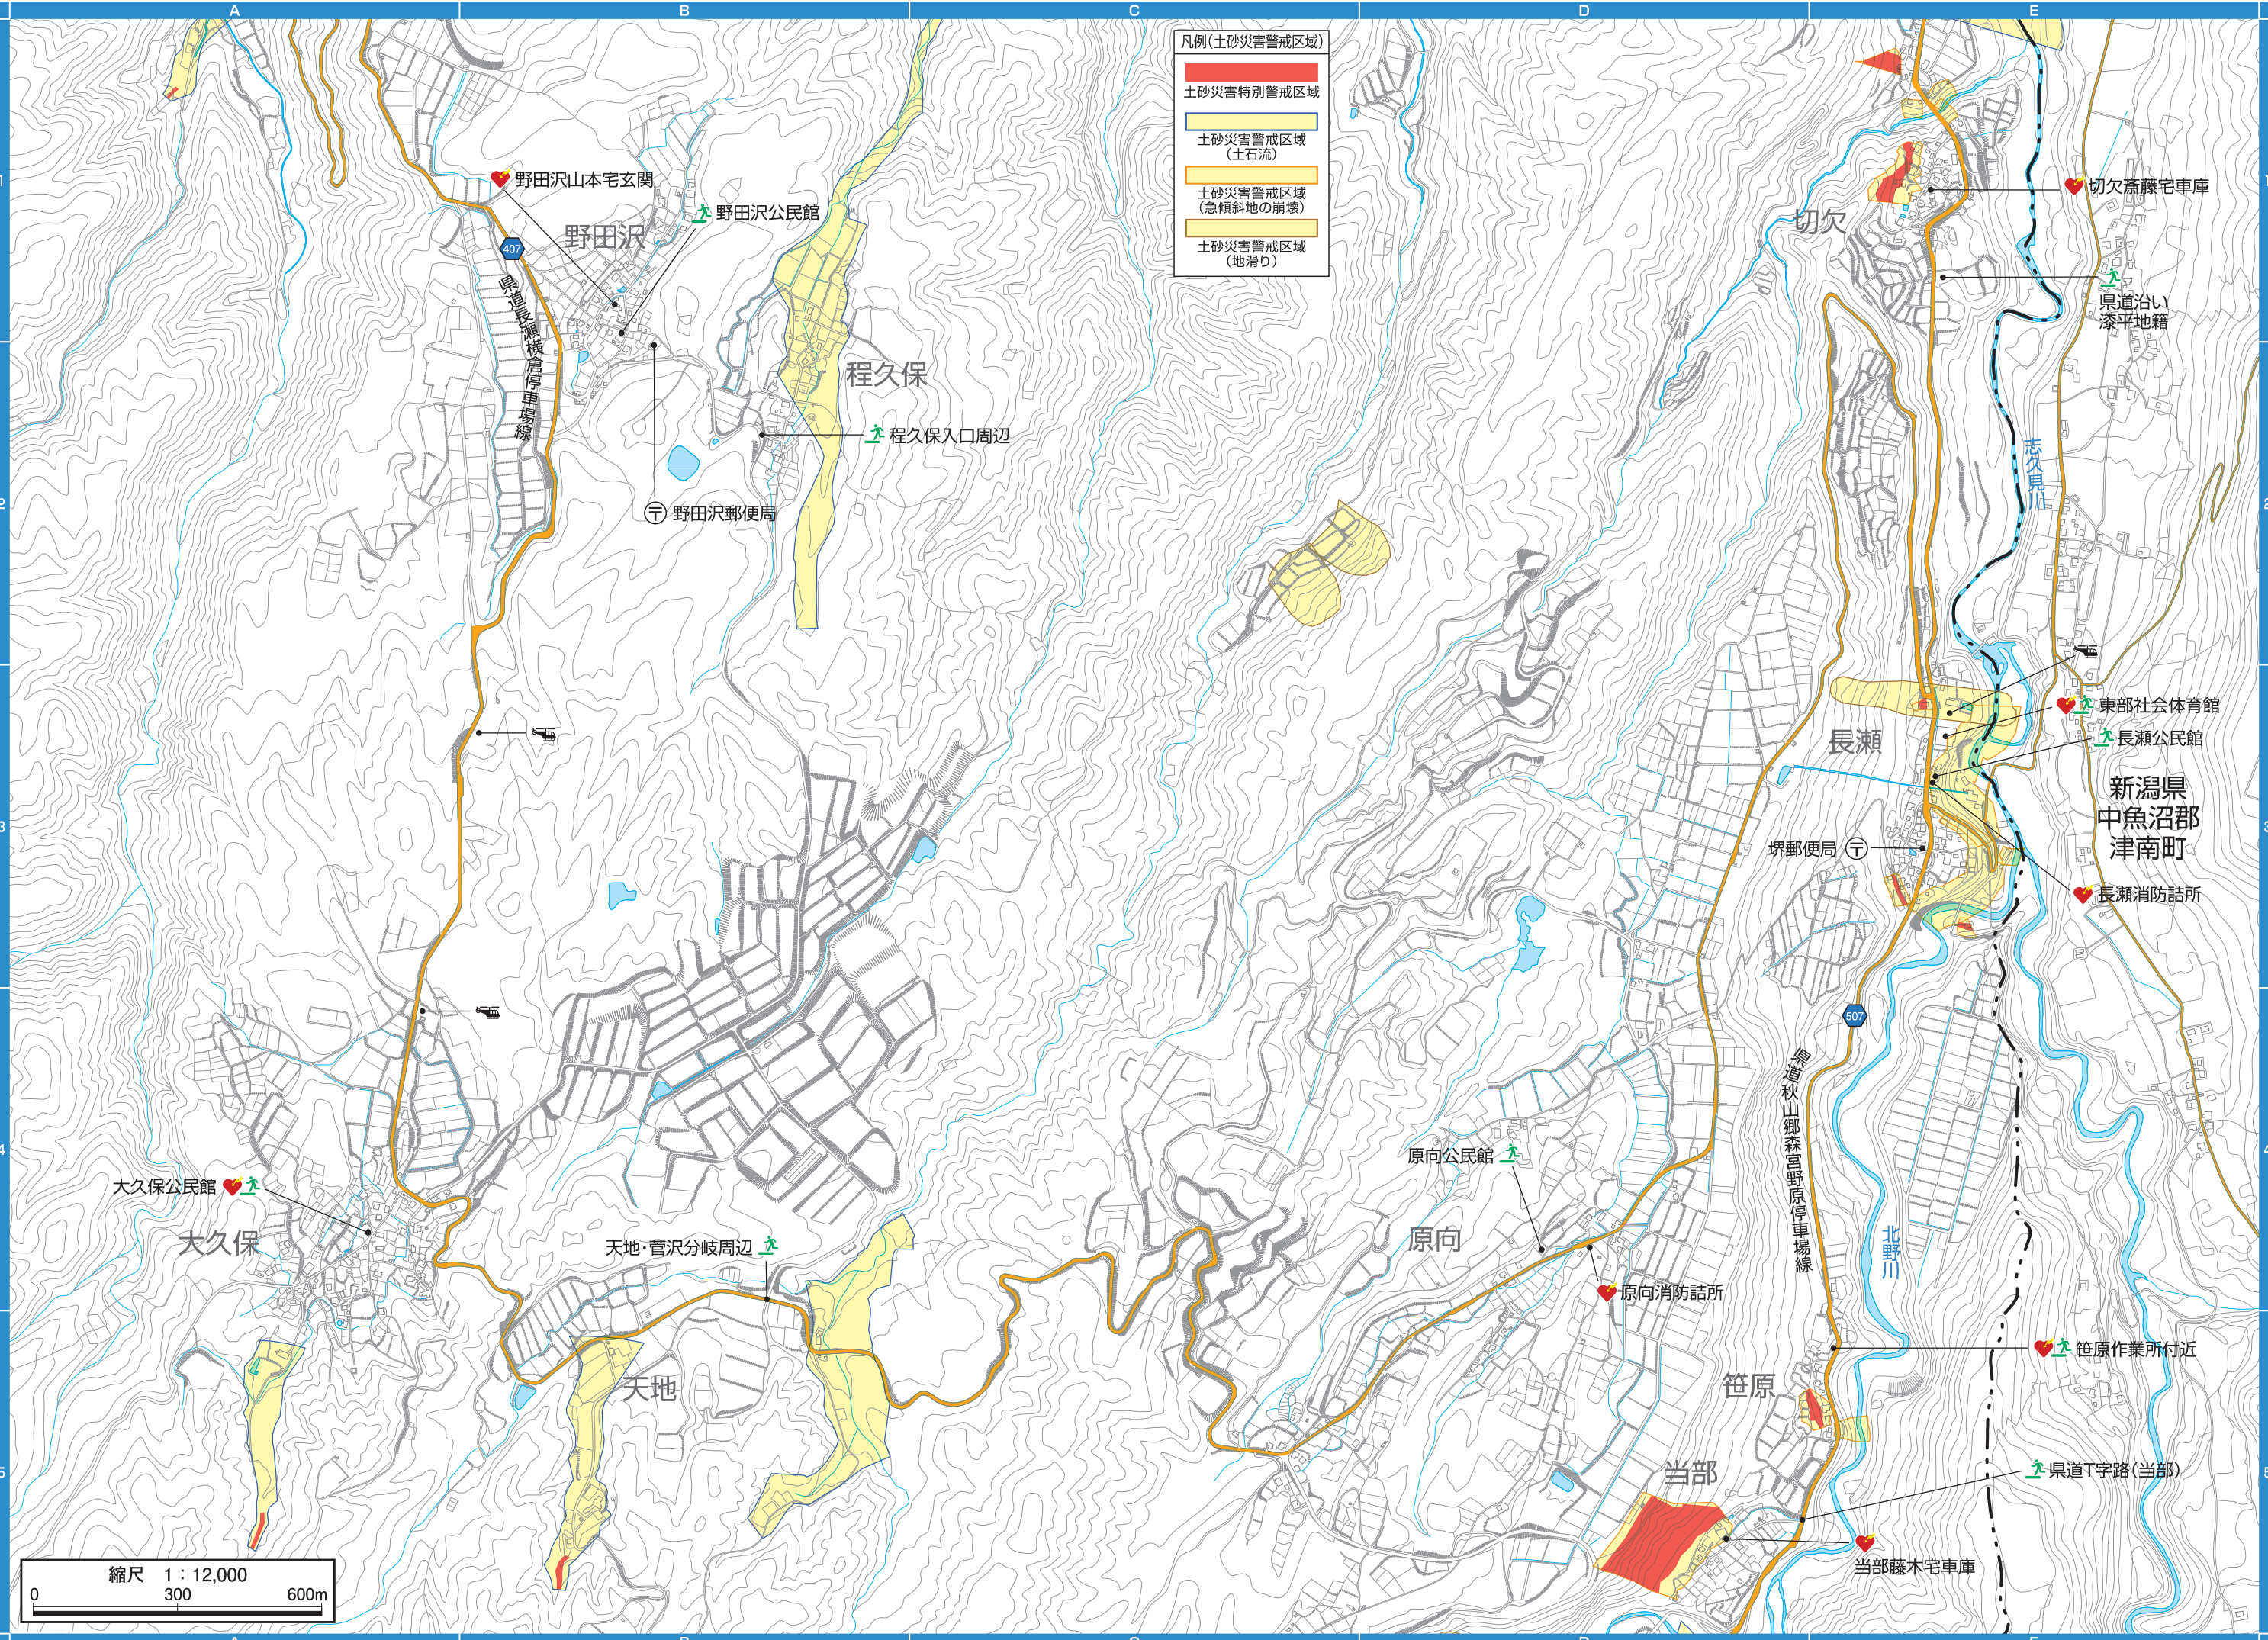 A
B
C
D
E
凡例(土砂災害警戒区域)
土砂災害特別警戒区域
土砂災害警戒区域
(土石流)
土砂災害警戒区域
(急傾斜地の崩壊)
土砂災害警戒区域
(地滑り)
1
野田沢山本宅玄関
野田沢公民館
野田沢
407
県道長瀬横倉停車場線
切欠斎藤宅車庫
切欠
県道沿い
漆平地籍
程久保
程久保入口周辺
志久見川
2
野田沢郵便局
東部社会体育館
長瀬
長瀬公民館
新潟県
中魚沼郡
津南町
3
堺郵便局
長瀬消防詰所
507
県道秋山郷森宮野原停車場線
4
原向公民館
大久保公民館
大久保
天地・菅沢分岐周辺
原向
北野川
原向消防詰所
笹原作業所付近
天地
笹原
5
当部
県道T字路(当部)
当部藤木宅車庫
縮尺 1:12,000
0 300 600m